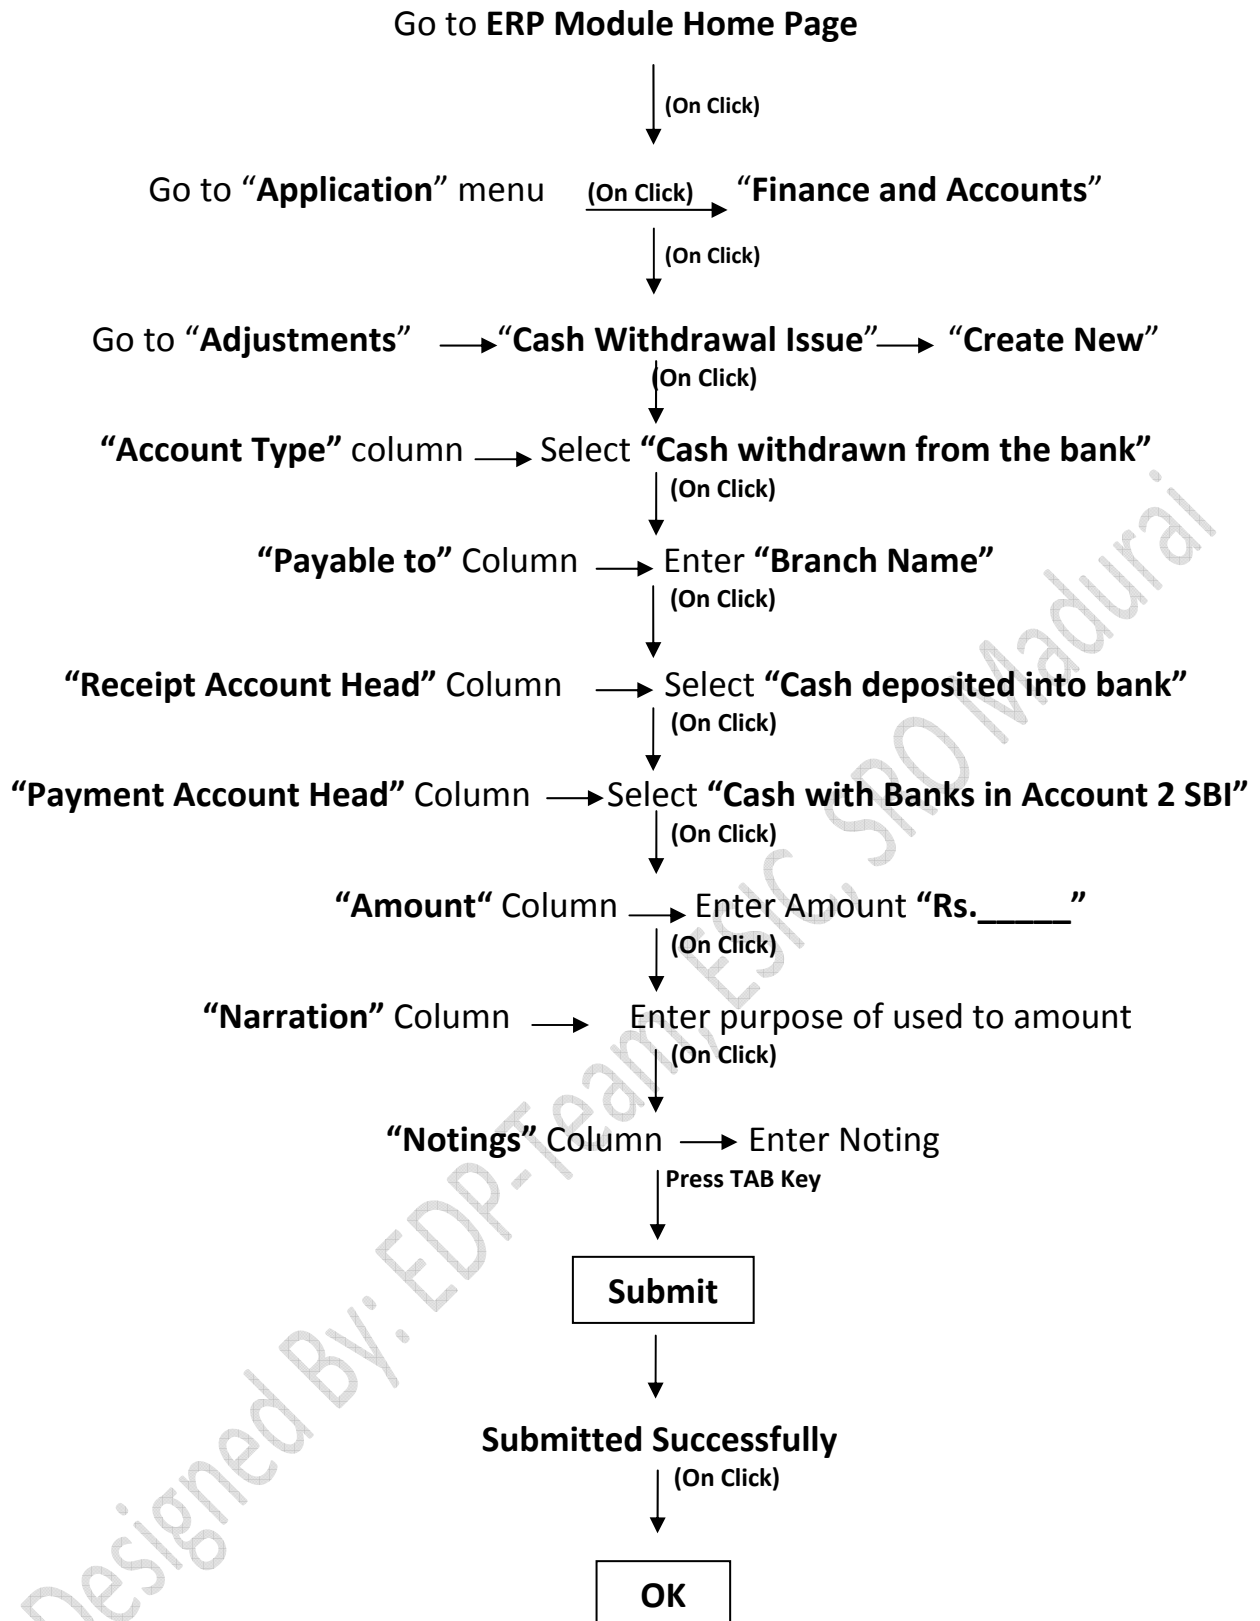 Go to ERP Module Home Page
(On Click)
Go to “Application” menu (On Click) “Finance and Accounts”
(On Click)
Go to “Adjustments” “Cash Withdrawal Issue” “Create New”
(On Click)
“Account Type” column Select “Cash withdrawn from the bank”
(On Click)
“Payable to” Column Enter “Branch Name”
(On Click)
“Receipt Account Head” Column Select “Cash deposited into bank”
(On Click)
“Payment Account Head” Column Select “Cash with Banks in Account 2 SBI”
(On Click)
“Amount“ Column Enter Amount “Rs._____”
(On Click)
“Narration” Column Enter purpose of used to amount
(On Click)
“Notings” Column Enter Noting
Press TAB Key
Submit
Submitted Successfully
(On Click)
OK
Designed By: EDP-Team, ESIC, SRO Madurai